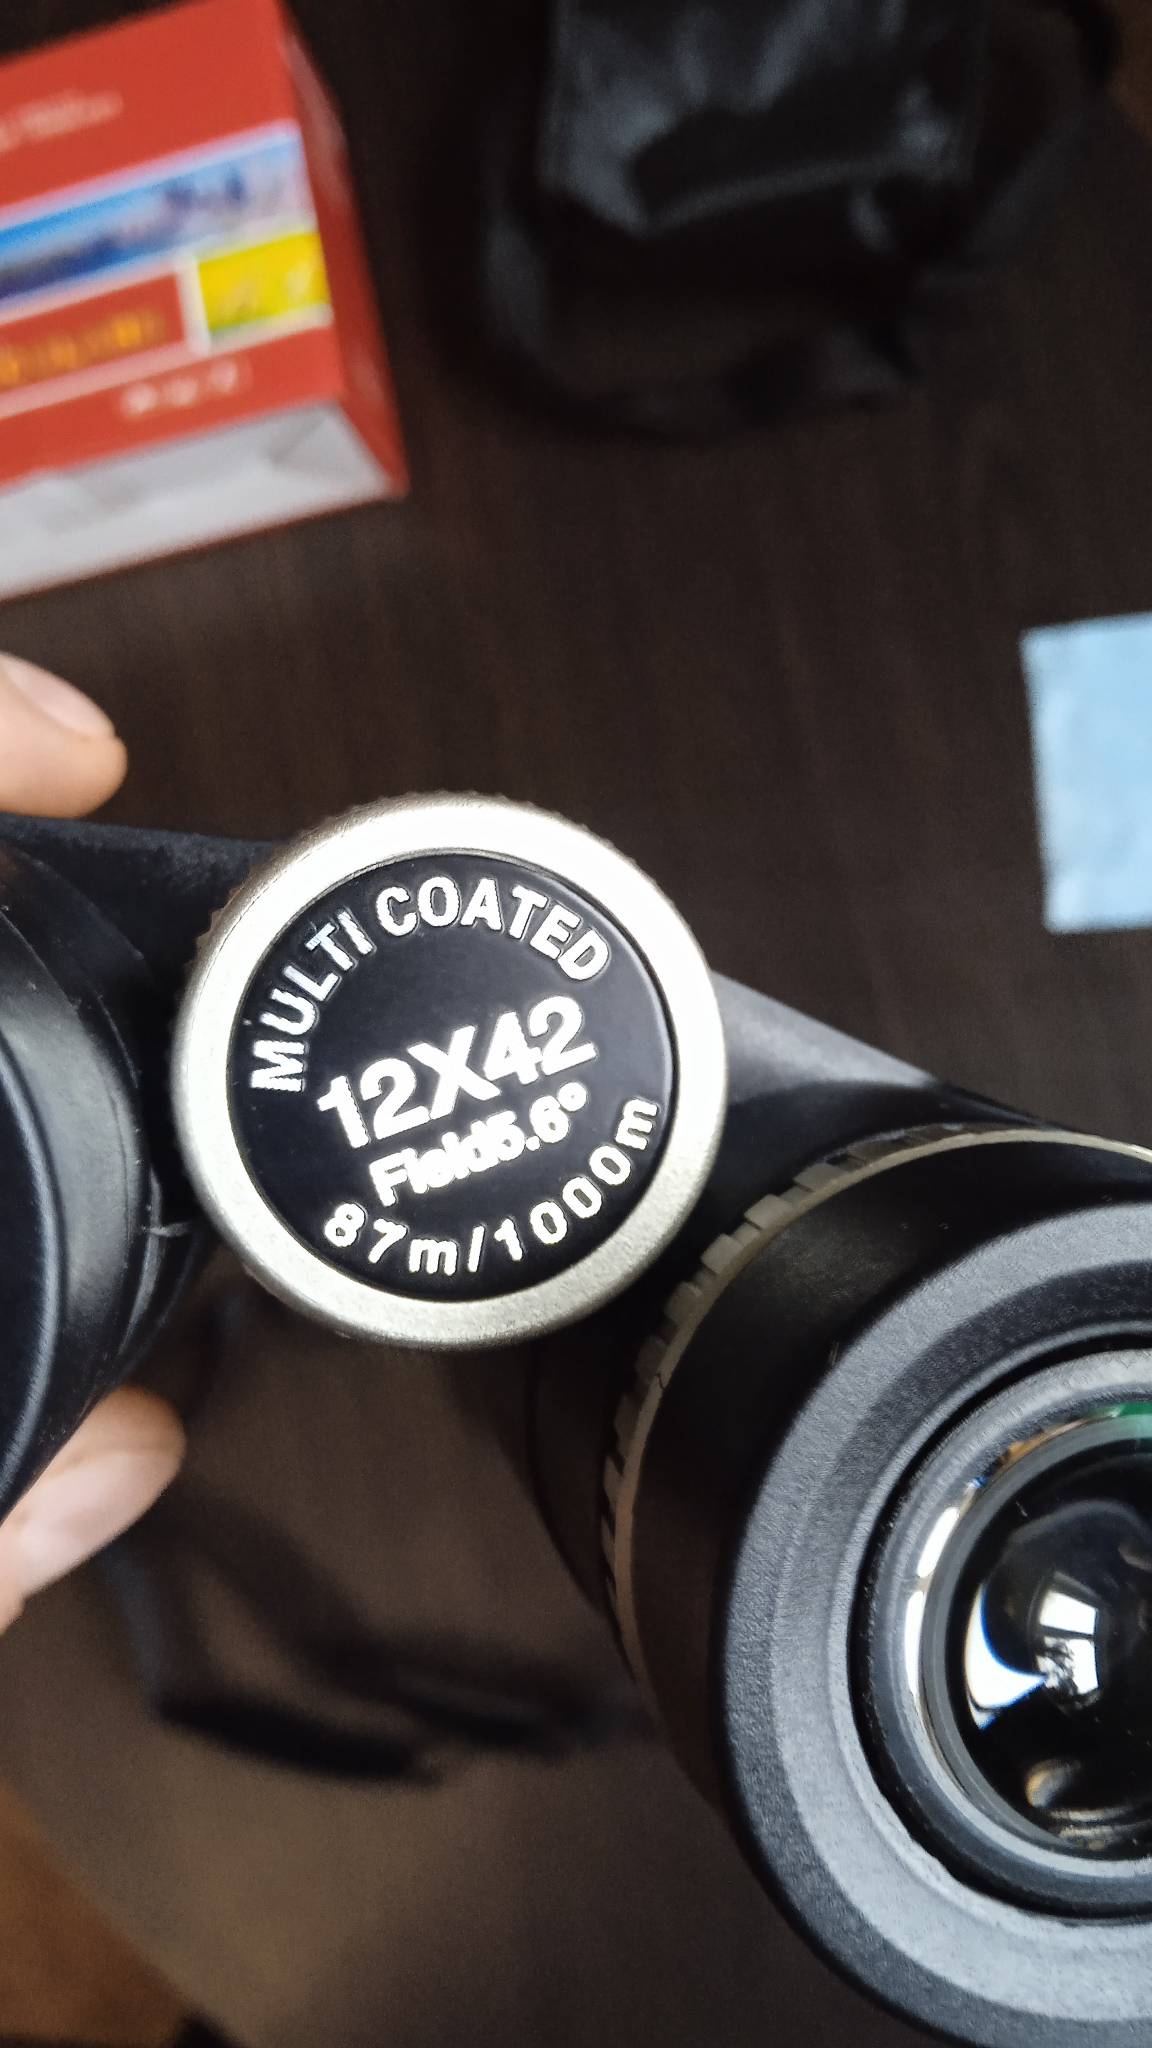 MULTI COATED
12X42
Field5.6°
87m/1000m